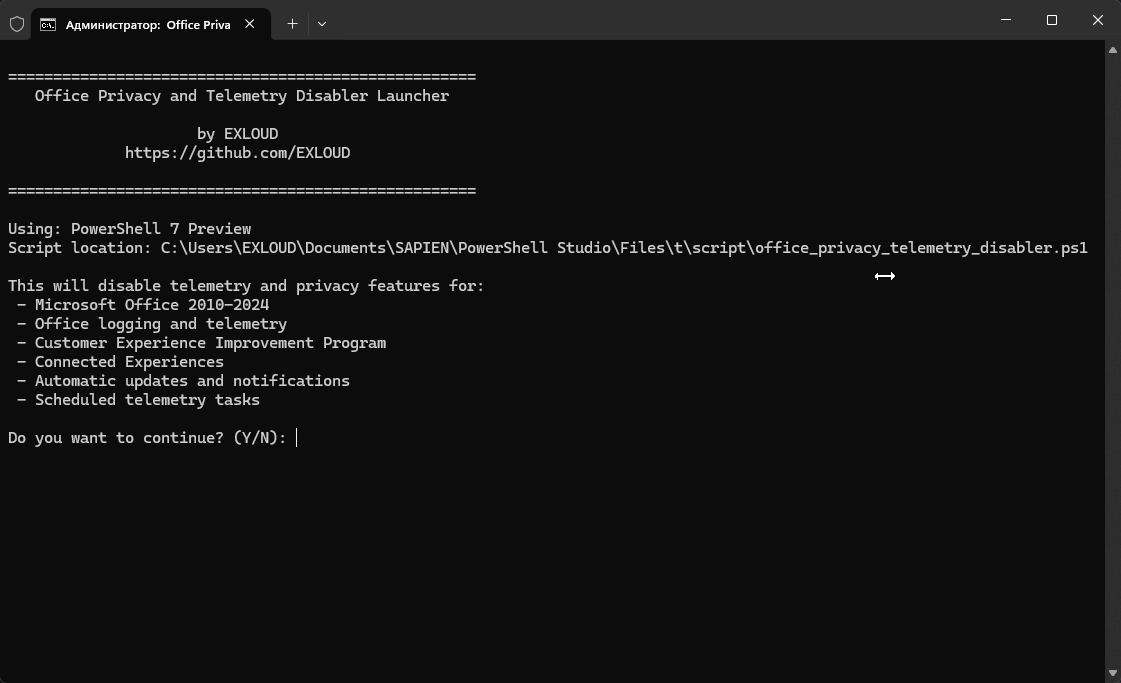 Администратор: Office Priva
====================================================
Office Privacy and Telemetry Disabler Launcher
by EXLOUD
https://github.com/EXLOUD
====================================================
Using: PowerShell 7 Preview
Script location: C:\Users\EXLOUD\Documents\SAPIEN\PowerShell Studio\Files\t\script\office_privacy_telemetry_disabler.ps1
This will disable telemetry and privacy features for:
- Microsoft Office 2010-2024
- Office logging and telemetry
- Customer Experience Improvement Program
- Connected Experiences
- Automatic updates and notifications
- Scheduled telemetry tasks
Do you want to continue? (Y/N):